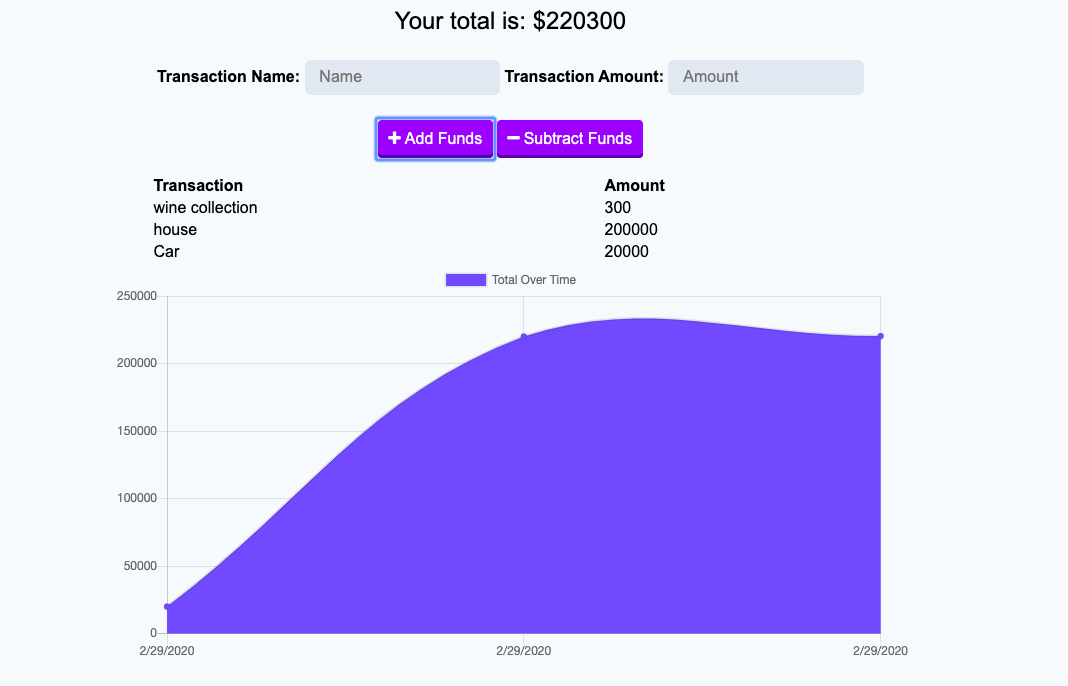 Your total is: $220300
Transaction Name: Name Transaction Amount: Amount
Add Funds Subtract Funds
Transaction Amount
wine collection 300
house 200000
Car 20000
Total Over Time
250000
200000
150000
100000
50000
0
2/29/2020 2/29/2020 2/29/2020